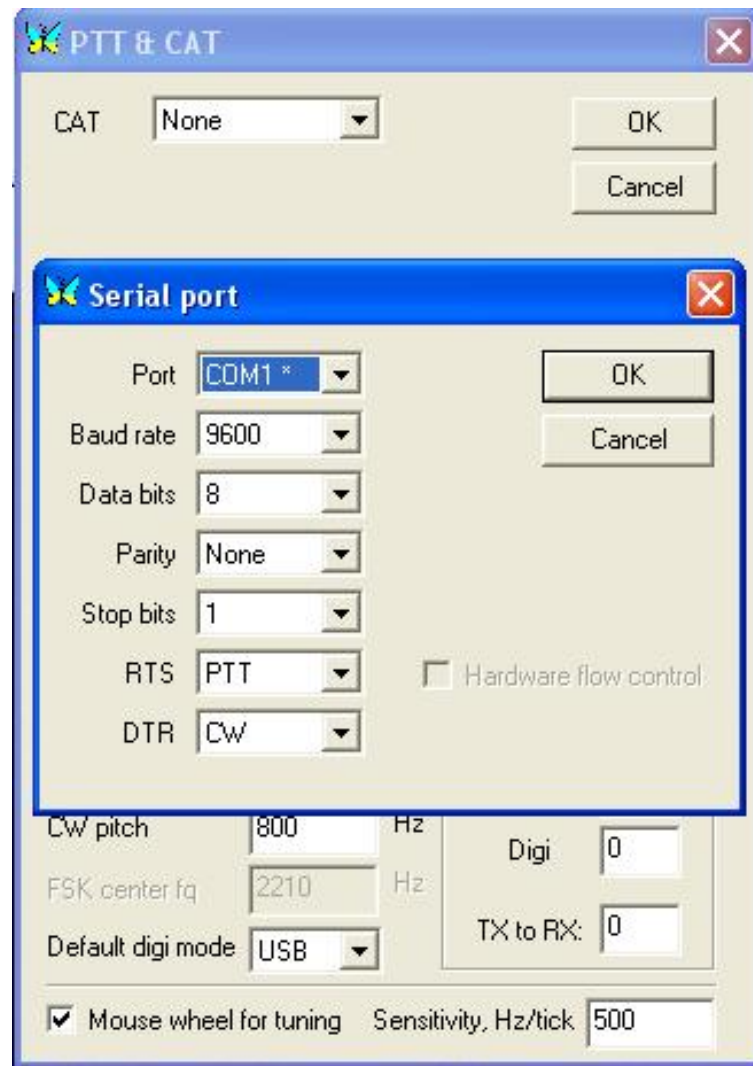 PTT & CAT
CAT None OK
Cancel
Serial port
Port COM1 * OK
Baud rate 9600 Cancel
Data bits 8
Parity None
Stop bits 1
RTS PTT Hardware flow control
DTR CW
CW pitch 800 Hz
Digi 0
FSK center fq 2210 Hz
TX to RX: 0
Default digi mode USB
Mouse wheel for tuning Sensitivity, Hz/tick 500